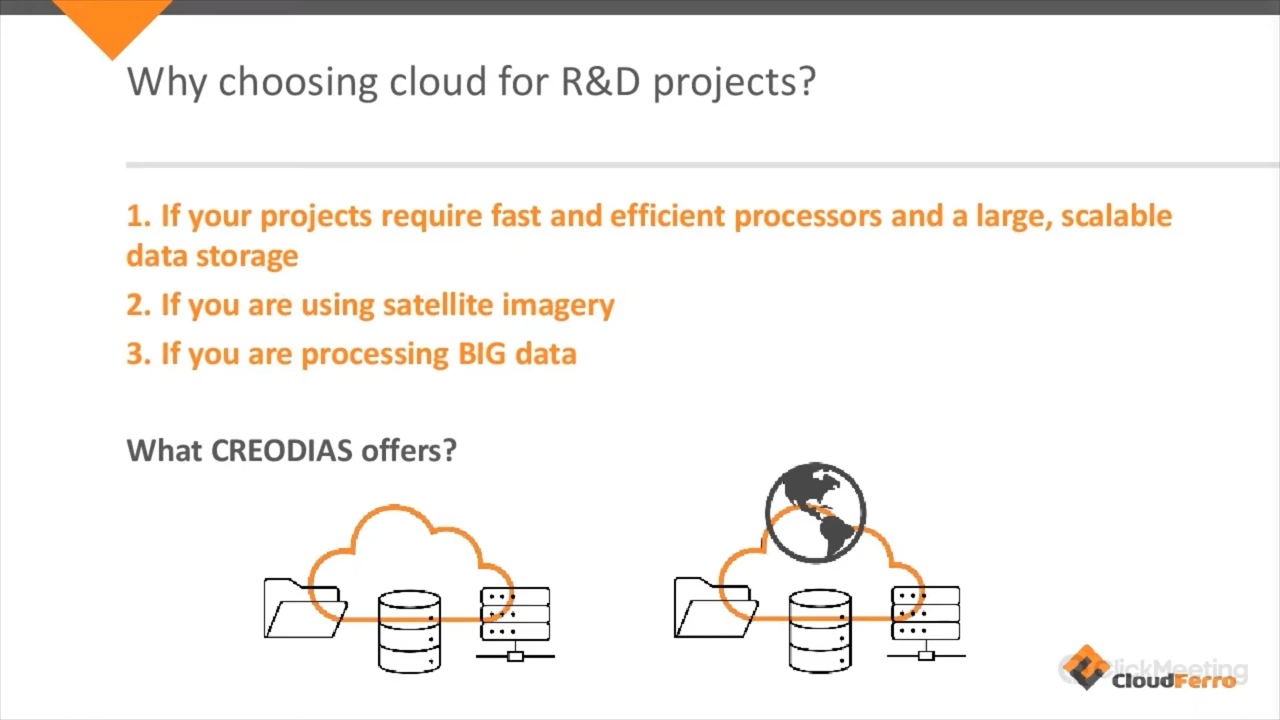 Why choosing cloud for R&D projects?
1. If your projects require fast and efficient processors and a large, scalable
data storage
2. If you are using satellite imagery
3. If you are processing BIG data
What CREODIAS offers?
ClickMeeting
CloudFerro